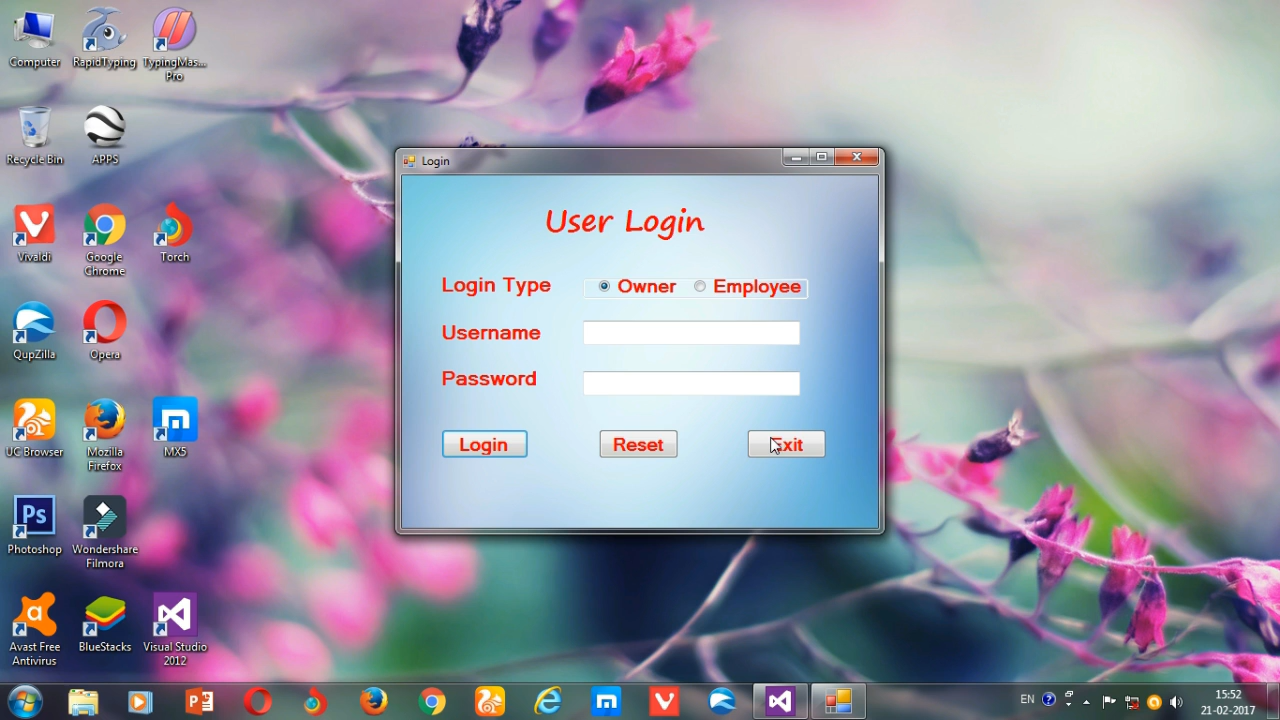 Computer
RapidTyping
TypingMas...
Pro
Recycle Bin
APPS
Vivaldi
Google
Chrome
Torch
QupZilla
Opera
UC Browser
Mozilla
Firefox
MX5
Ps
Photoshop
Wondershare
Filmora
Avast Free
Antivirus
BlueStacks
Visual Studio
2012
Login
User Login
Login Type
Owner
Employee
Username
Password
Login
Reset
Exit
EN
15:52
21-02-2017